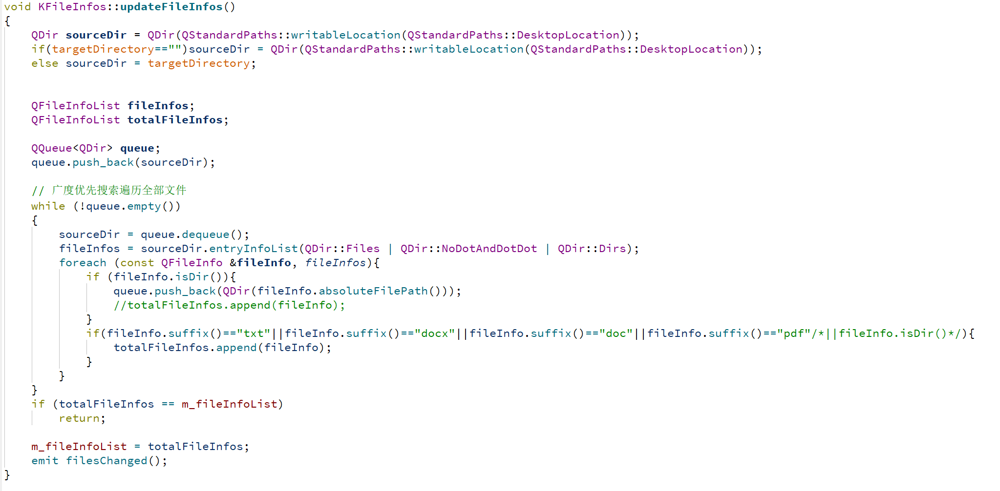 void KFileInfos::updateFileInfos()
{
    QDir sourceDir = QDir(QStandardPaths::writableLocation(QStandardPaths::DesktopLocation));
    if(targetDirectory=="")sourceDir = QDir(QStandardPaths::writableLocation(QStandardPaths::DesktopLocation));
    else sourceDir = targetDirectory;
    QFileInfoList fileInfos;
    QFileInfoList totalFileInfos;
    QQueue<QDir> queue;
    queue.push_back(sourceDir);
    // 广度优先搜索遍历全部文件
    while (!queue.empty())
    {
        sourceDir = queue.dequeue();
        fileInfos = sourceDir.entryInfoList(QDir::Files | QDir::NoDotAndDotDot | QDir::Dirs);
        foreach (const QFileInfo &fileInfo, fileInfos){
            if (fileInfo.isDir()){
                queue.push_back(QDir(fileInfo.absoluteFilePath()));
                //totalFileInfos.append(fileInfo);
            }
            if(fileInfo.suffix()=="txt"||fileInfo.suffix()=="docx"||fileInfo.suffix()=="doc"||fileInfo.suffix()=="pdf"/*||fileInfo.isDir()*/){
                totalFileInfos.append(fileInfo);
            }
        }
    }
    if (totalFileInfos == m_fileInfoList)
        return;
    m_fileInfoList = totalFileInfos;
    emit filesChanged();
}